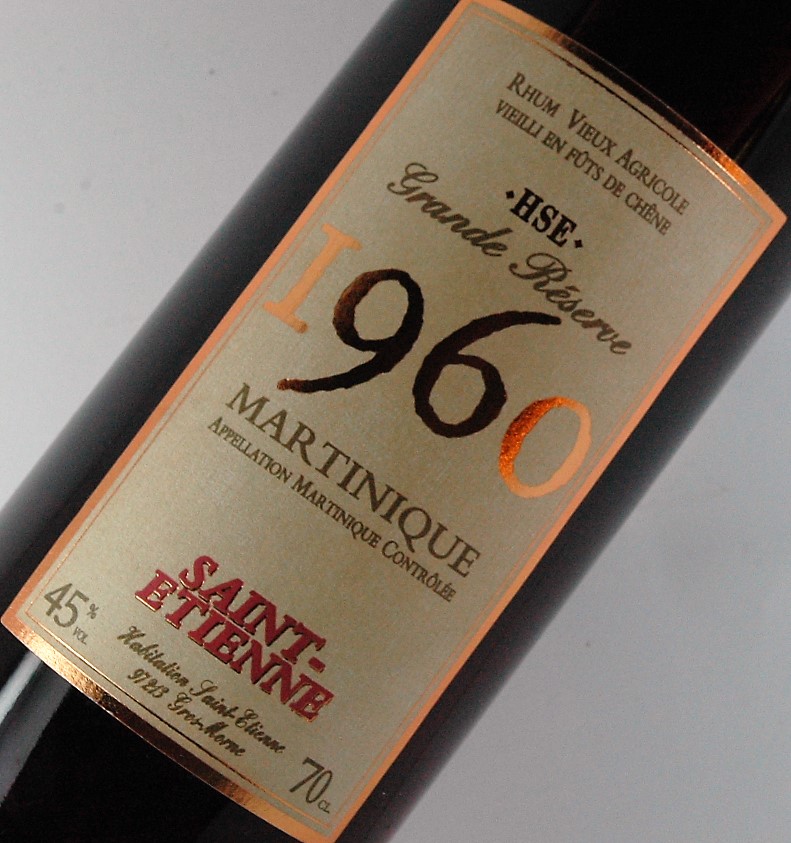 RHUM VIEUX AGRICOLE
VIEILLI EN FÛTS DE CHÊNE
·HSE·
Grande Réserve
1960
MARTINIQUE
APPELLATION MARTINIQUE CONTRÔLÉE
SAINT-
ETIENNE
45% VOL
Habitation Saint-Etienne
97213 Gros-Morne
70 CL